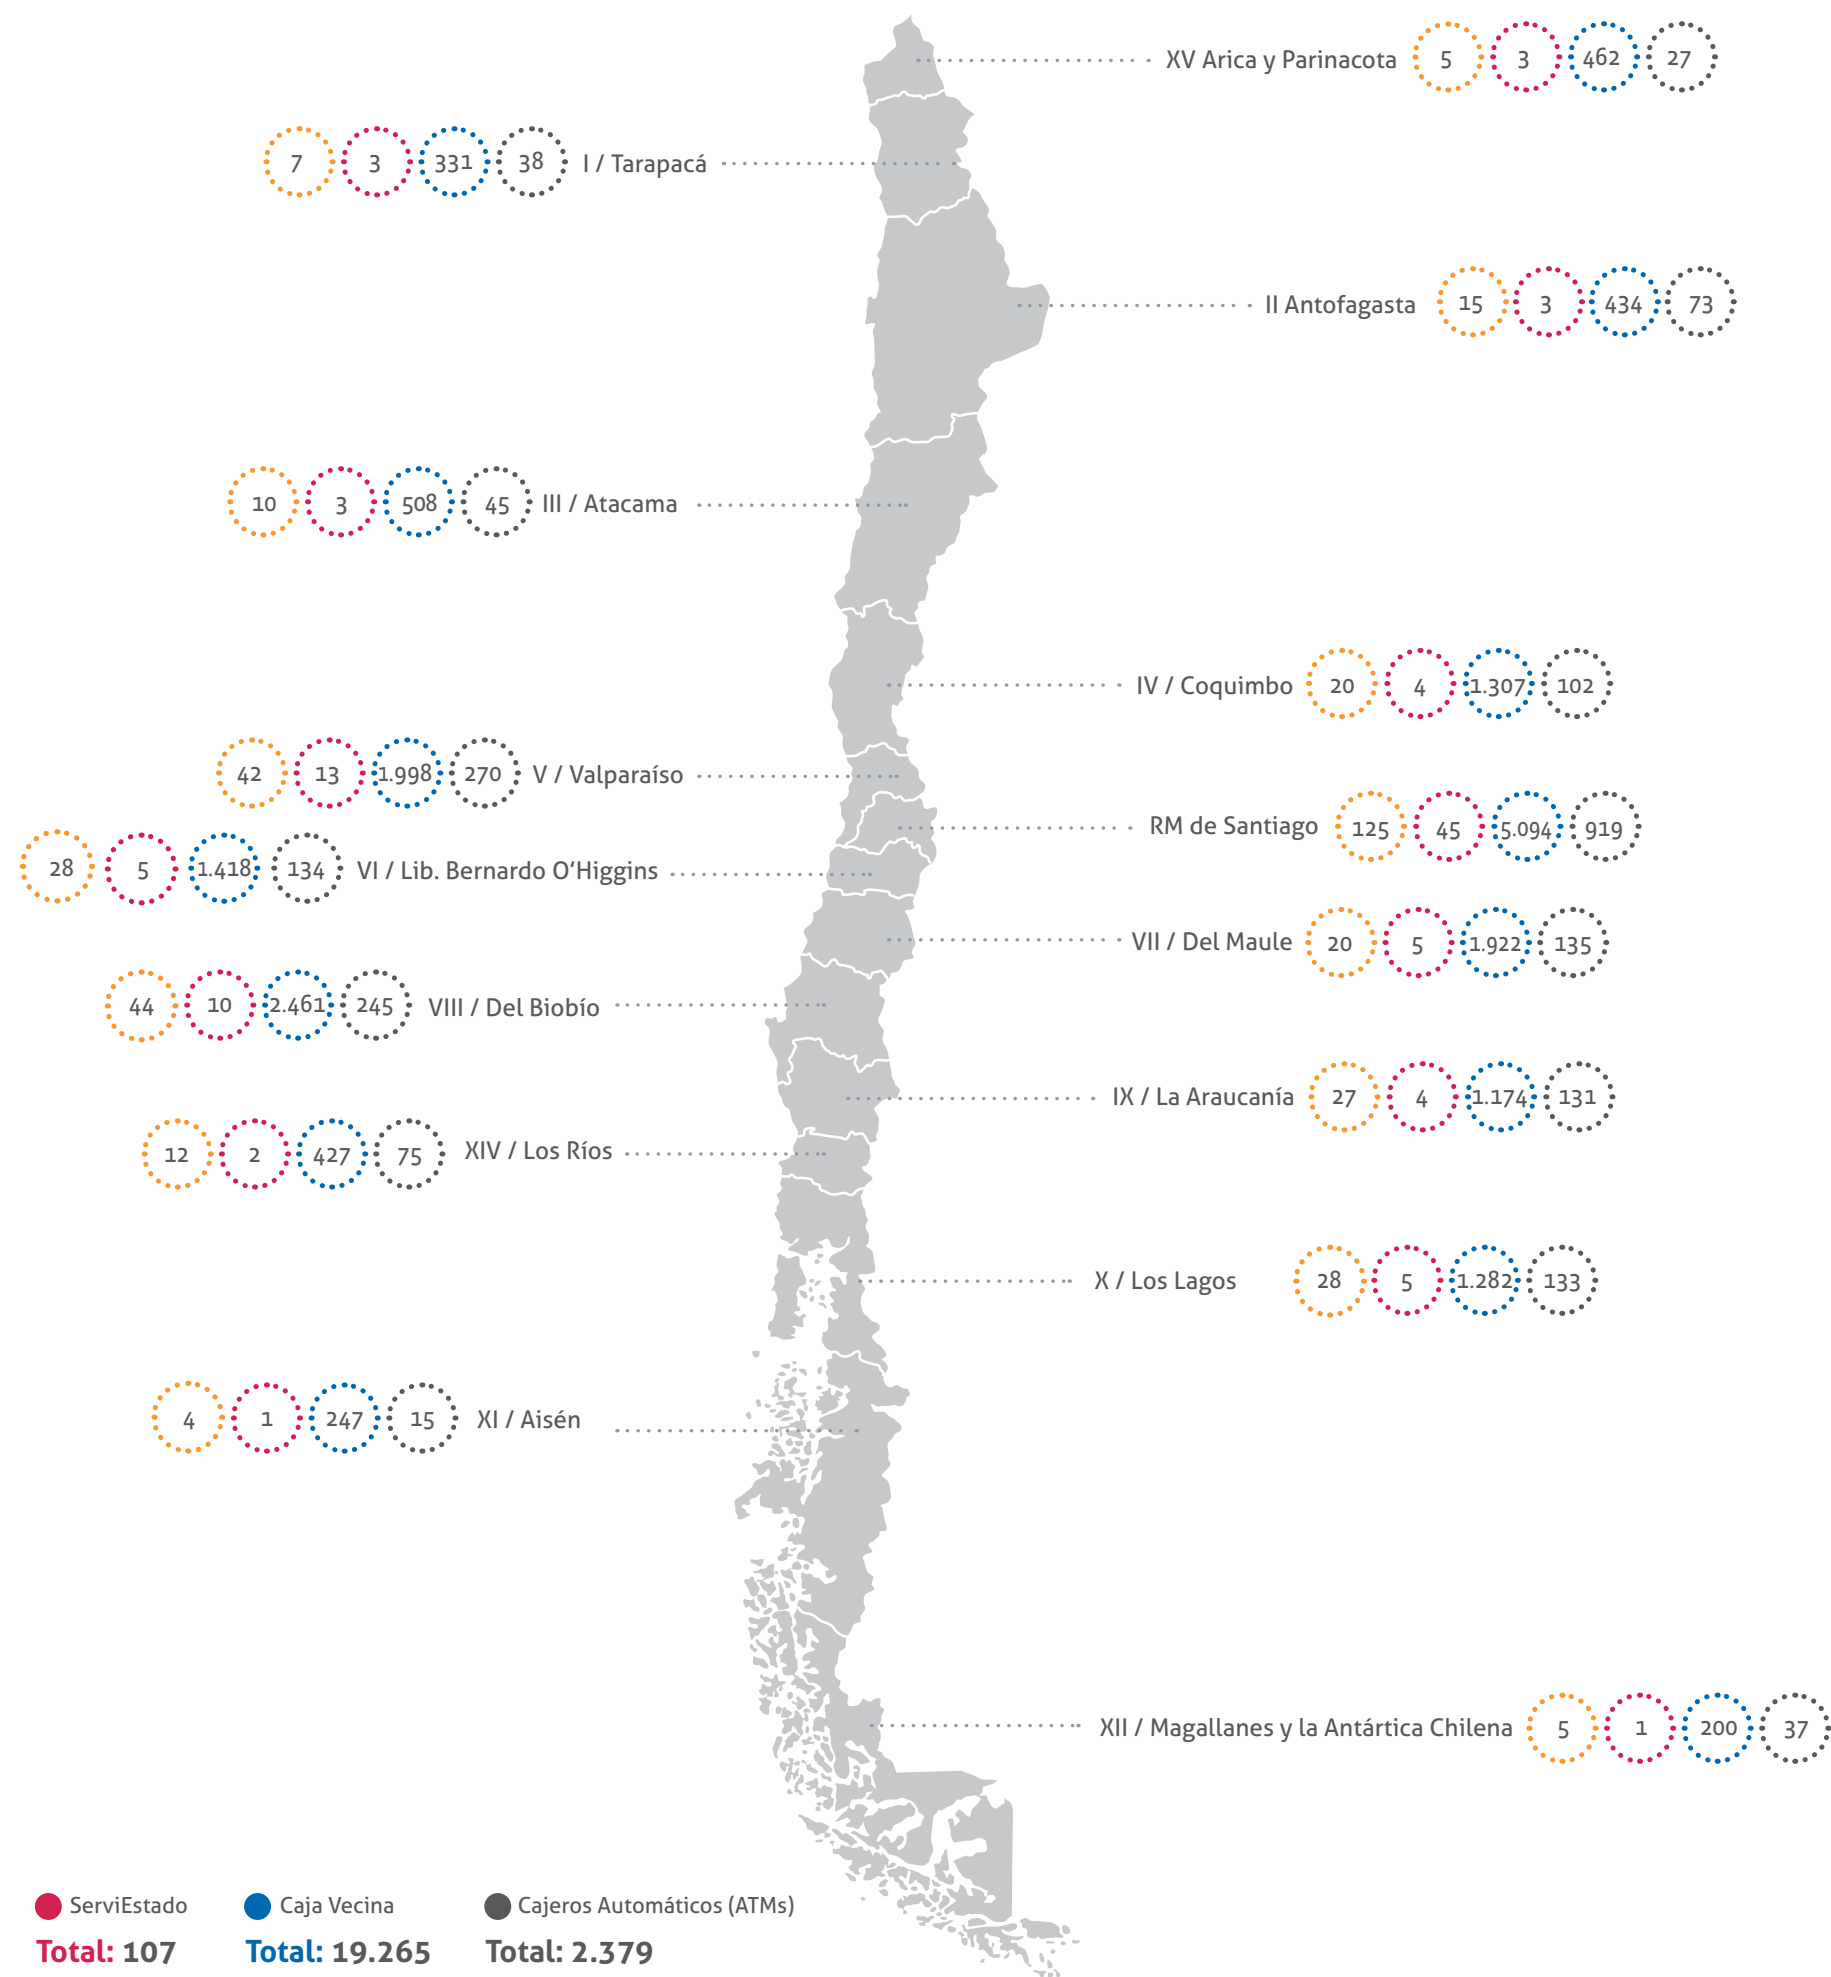 XV Arica y Parinacota 5 3 462 27
7 3 331 38 I / Tarapacá
II Antofagasta 15 3 434 73
10 3 508 45 III / Atacama
IV / Coquimbo 20 4 1.307 102
42 13 1.998 270 V / Valparaíso
RM de Santiago 125 45 5.094 919
28 5 1.418 134 VI / Lib. Bernardo O’Higgins
VII / Del Maule 20 5 1.922 135
44 10 2.461 245 VIII / Del Biobío
IX / La Araucanía 27 4 1.174 131
12 2 427 75 XIV / Los Ríos
X / Los Lagos 28 5 1.282 133
4 1 247 15 XI / Aisén
XII / Magallanes y la Antártica Chilena 5 1 200 37
ServiEstado Caja Vecina Cajeros Automáticos (ATMs)
Total: 107 Total: 19.265 Total: 2.379